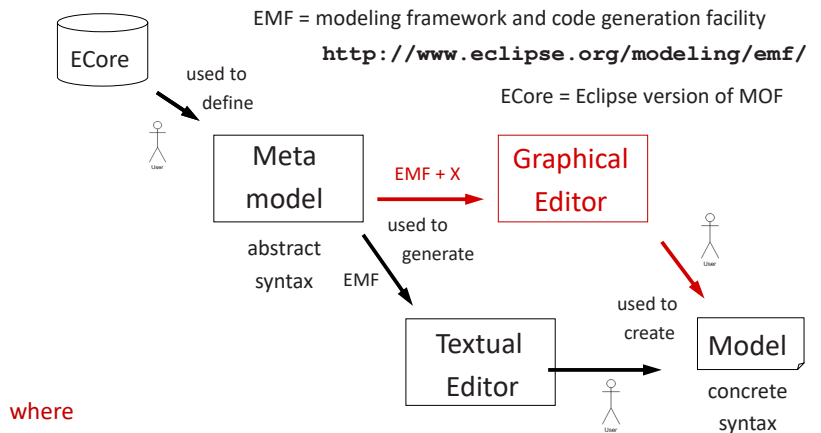 EMF = modeling framework and code generation facility
http://www.eclipse.org/modeling/emf/
ECore = Eclipse version of MOF
ECore
used to
define
User
Meta
model
abstract
syntax
EMF + X
used to
generate
EMF
Graphical
Editor
User
used to
create
Textual
Editor
User
Model
concrete
syntax
where